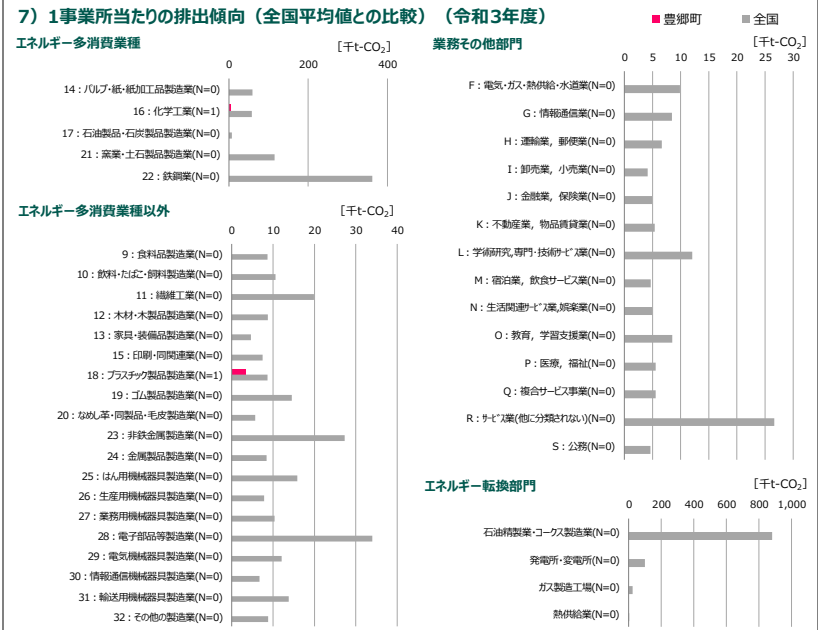 7）1事業所当たりの排出傾向（全国平均値との比較）（令和3年度）
■豊郷町 ■全国
エネルギー多消費業種
[千t-CO₂]
0 200 400
14：パルプ・紙・紙加工品製造業(N=0)
16：化学工業(N=1)
17：石油製品・石炭製品製造業(N=0)
21：窯業・土石製品製造業(N=0)
22：鉄鋼業(N=0)
エネルギー多消費業種以外
[千t-CO₂]
0 10 20 30 40
9：食料品製造業(N=0)
10：飲料・たばこ・飼料製造業(N=0)
11：繊維工業(N=0)
12：木材・木製品製造業(N=0)
13：家具・装備品製造業(N=0)
15：印刷・同関連業(N=0)
18：プラスチック製品製造業(N=1)
19：ゴム製品製造業(N=0)
20：なめし革・同製品・毛皮製造業(N=0)
23：非鉄金属製造業(N=0)
24：金属製品製造業(N=0)
25：はん用機械器具製造業(N=0)
26：生産用機械器具製造業(N=0)
27：業務用機械器具製造業(N=0)
28：電子部品等製造業(N=0)
29：電気機械器具製造業(N=0)
30：情報通信機械器具製造業(N=0)
31：輸送用機械器具製造業(N=0)
32：その他の製造業(N=0)
業務その他部門
[千t-CO₂]
0 5 10 15 20 25 30
F：電気・ガス・熱供給・水道業(N=0)
G：情報通信業(N=0)
H：運輸業，郵便業(N=0)
I：卸売業，小売業(N=0)
J：金融業，保険業(N=0)
K：不動産業，物品賃貸業(N=0)
L：学術研究,専門・技術サービス業(N=0)
M：宿泊業，飲食サービス業(N=0)
N：生活関連サービス業,娯楽業(N=0)
O：教育，学習支援業(N=0)
P：医療，福祉(N=0)
Q：複合サービス事業(N=0)
R：サービス業(他に分類されない)(N=0)
S：公務(N=0)
エネルギー転換部門
[千t-CO₂]
0 200 400 600 800 1,000
石油精製業・コークス製造業(N=0)
発電所・変電所(N=0)
ガス製造工場(N=0)
熱供給業(N=0)